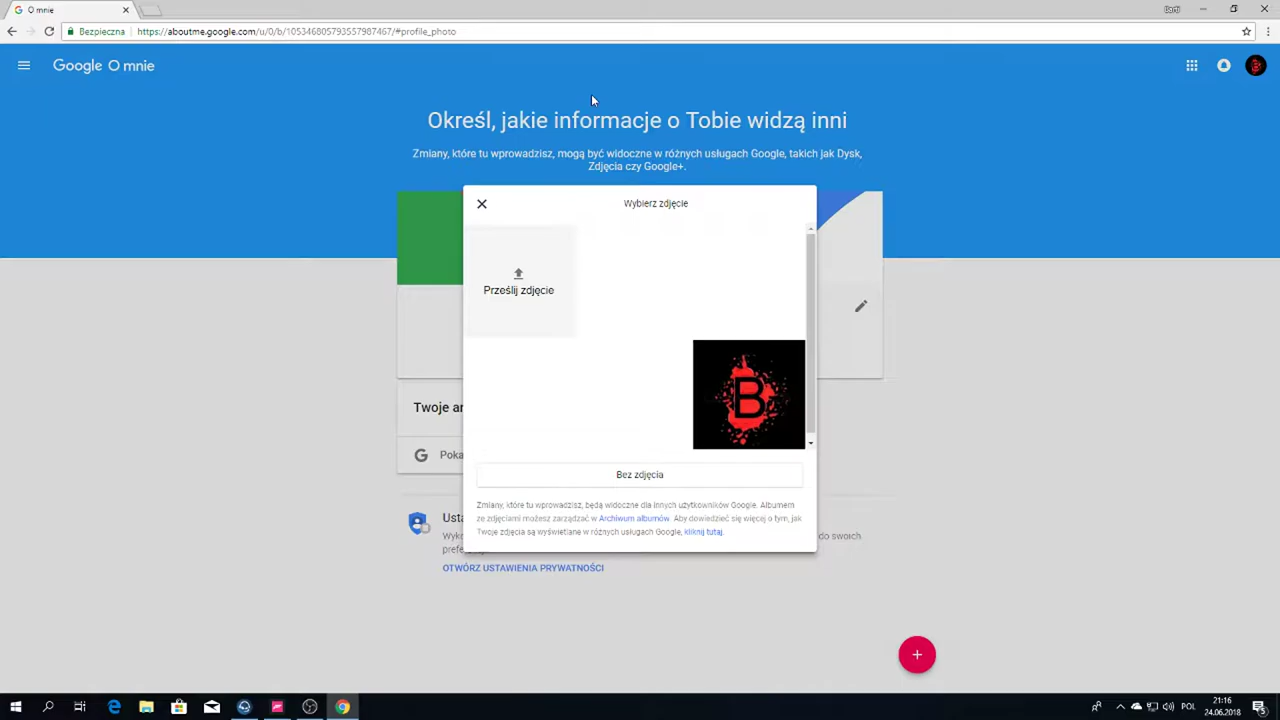 O mnie
Bezpieczna
https://aboutme.google.com/u/0/b/105346805793557987467/#profile_photo
Google O mnie
Określ, jakie informacje o Tobie widzą inni
Zmiany, które tu wprowadzisz, mogą być widoczne w różnych usługach Google, takich jak Dysk,
Zdjęcia czy Google+.
Wybierz zdjęcie
Prześlij zdjęcie
B
Twoje
G Poka
Bez zdjęcia
Zmiany, które tu wprowadzisz, będą widoczne dla innych użytkowników Google. Albumem
ze zdjęciami możesz zarządzać w Archiwum albumów. Aby dowiedzieć się więcej o tym, jak
Twoje zdjęcia są wyświetlane w różnych usługach Google, kliknij tutaj.
Usta
do swoich
OTWÓRZ USTAWIENIA PRYWATNOŚCI
POL
21:16
24.06.2018